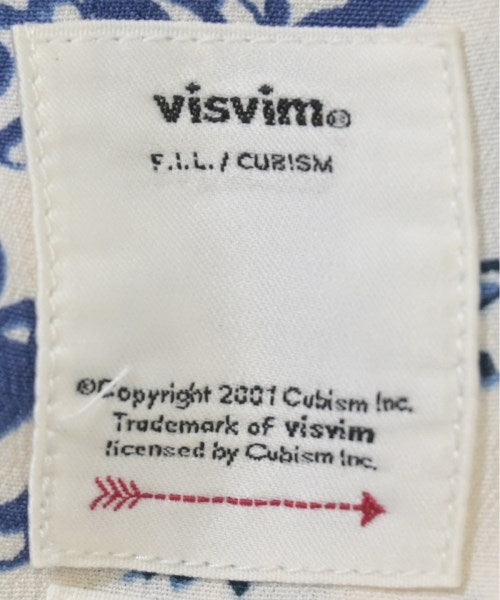 visvim®
F.I.L. / CUBISM
©Copyright 2001 Cubism Inc.
Trademark of visvim
licensed by Cubism Inc.